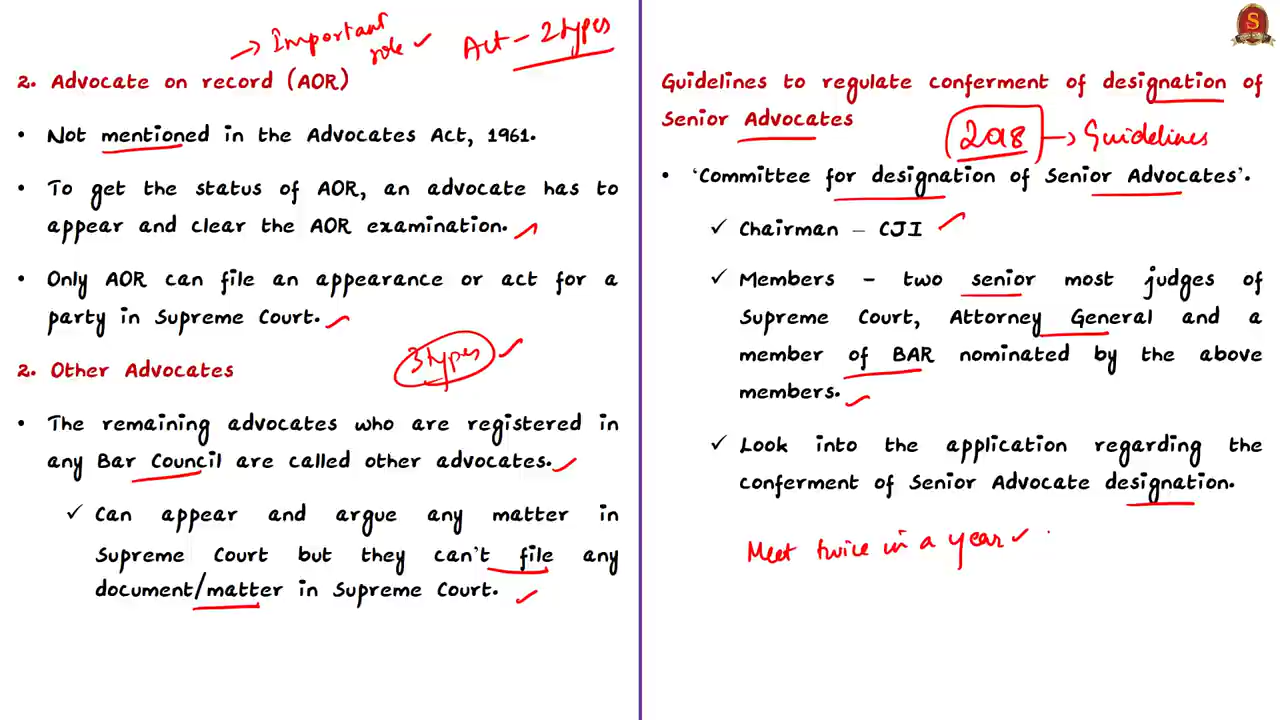 → Important role ✓
Act - 2 types
2. Advocate on record (AOR)
• Not mentioned in the Advocates Act, 1961.
• To get the status of AOR, an advocate has to
appear and clear the AOR examination.
• Only AOR can file an appearance or act for a
party in Supreme Court.
3 types ✓
2. Other Advocates
• The remaining advocates who are registered in
any Bar Council are called other advocates.
✓ Can appear and argue any matter in
Supreme Court but they can't file any
document/matter in Supreme Court.
S
Guidelines to regulate conferment of designation of
Senior Advocates
2018 → Guidelines
• 'Committee for designation of Senior Advocates'.
✓ Chairman – CJI
✓ Members - two senior most judges of
Supreme Court, Attorney General and a
member of BAR nominated by the above
members.
✓ Look into the application regarding the
conferment of Senior Advocate designation.
Meet twice in a year ✓